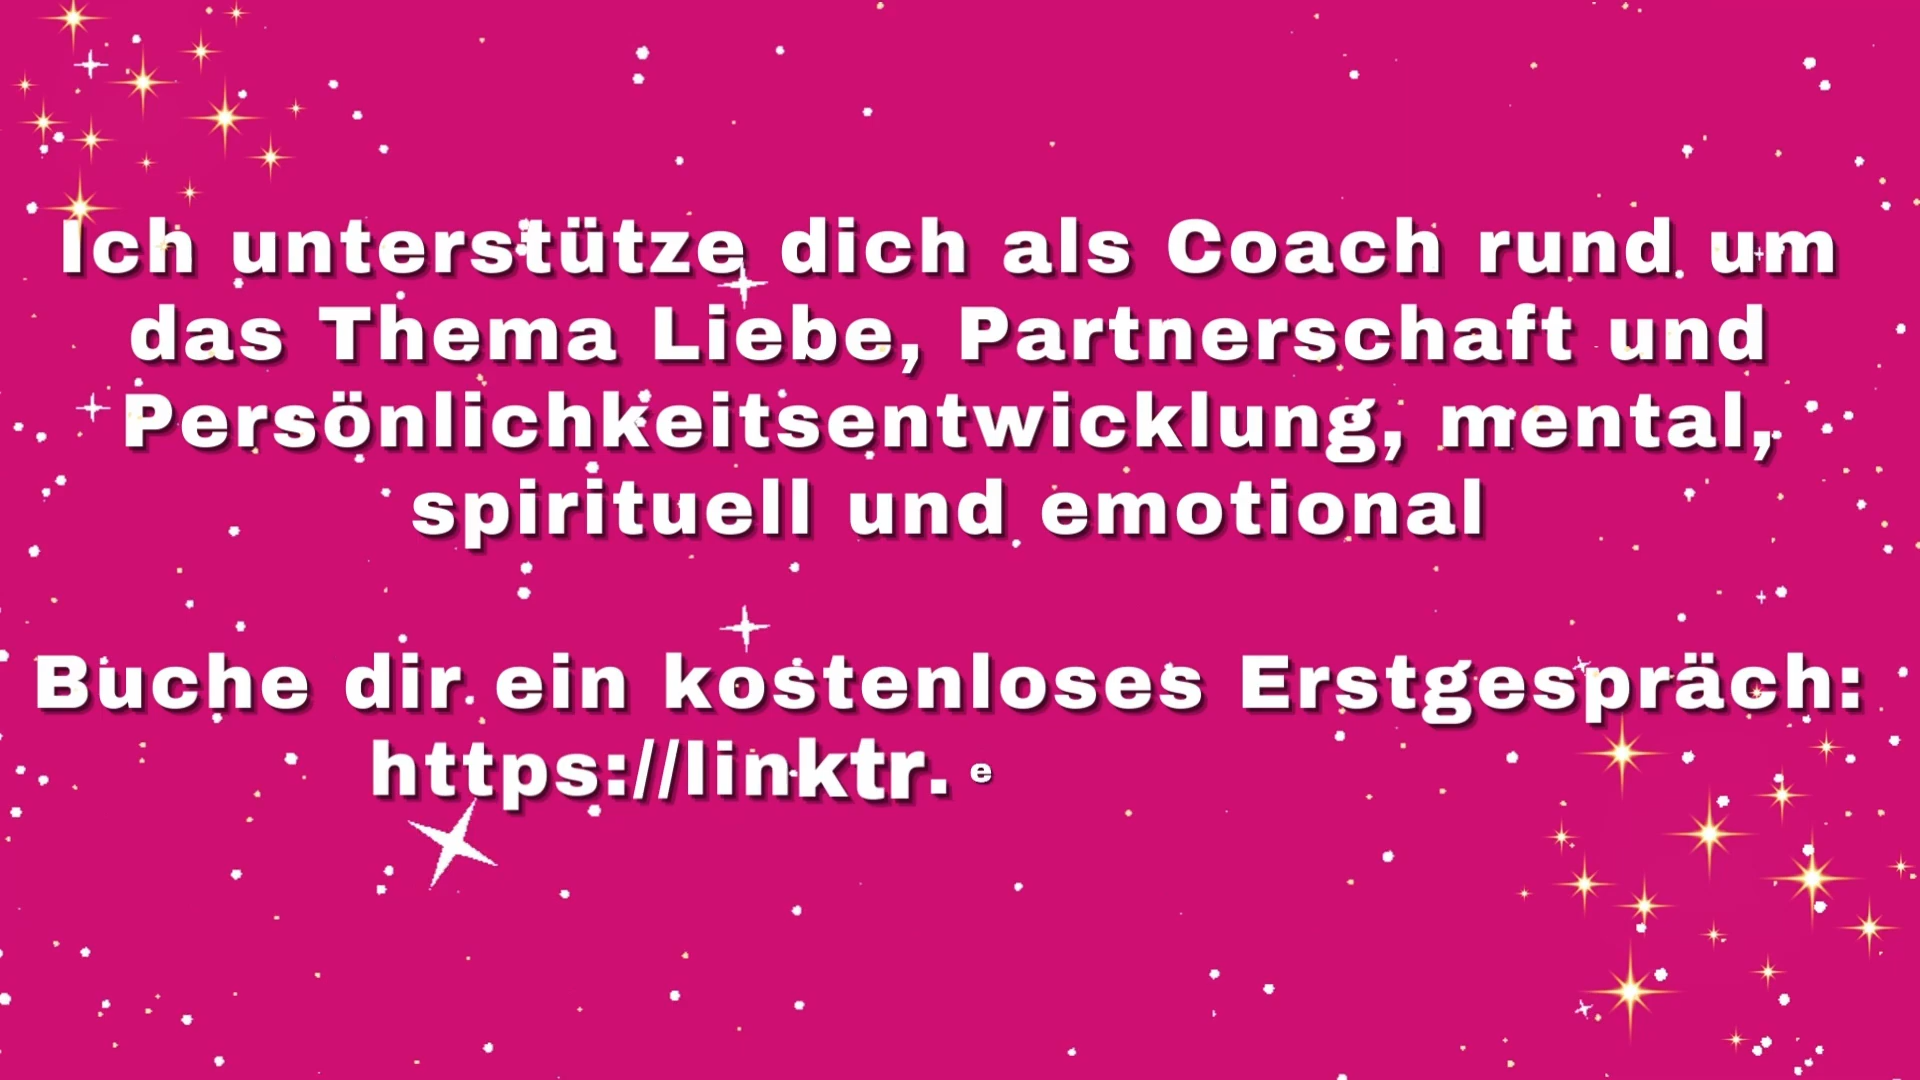 Ich unterstütze dich als Coach rund um
das Thema Liebe, Partnerschaft und
Persönlichkeitsentwicklung, mental,
spirituell und emotional
Buche dir ein kostenloses Erstgespräch:
https://linktr.e